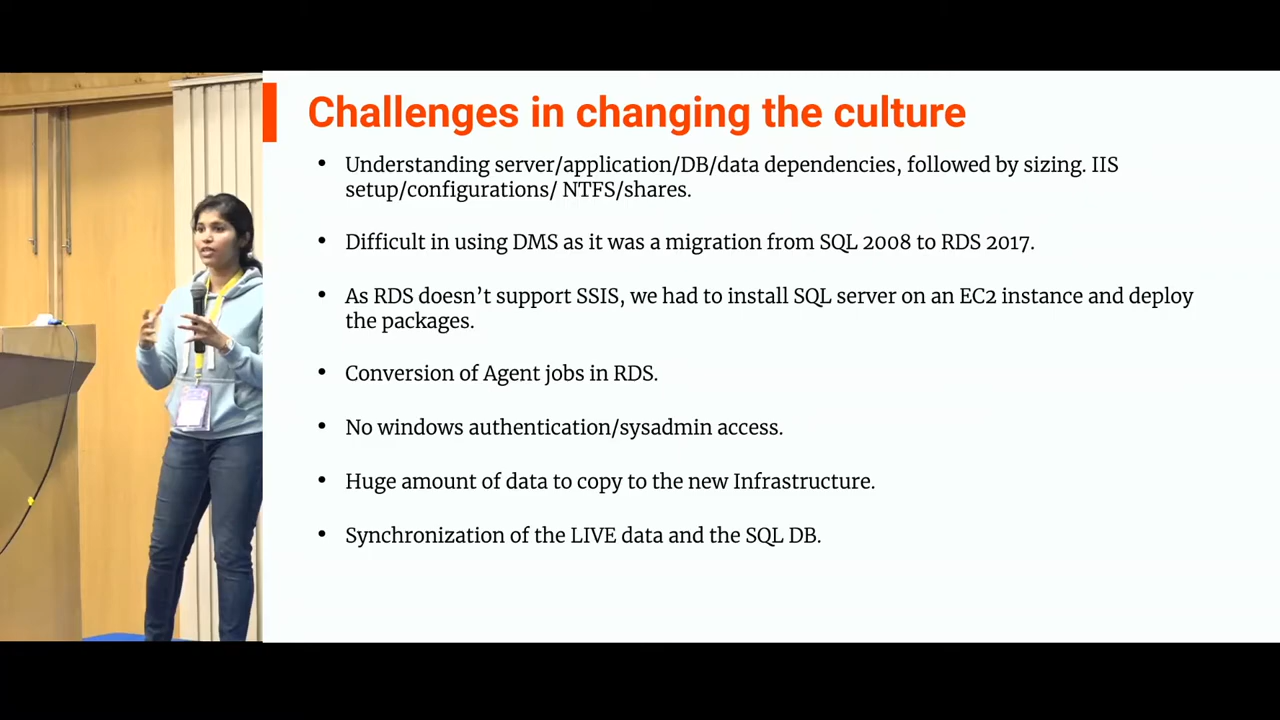 Challenges in changing the culture
• Understanding server/application/DB/data dependencies, followed by sizing. IIS
setup/configurations/ NTFS/shares.
• Difficult in using DMS as it was a migration from SQL 2008 to RDS 2017.
• As RDS doesn’t support SSIS, we had to install SQL server on an EC2 instance and deploy
the packages.
• Conversion of Agent jobs in RDS.
• No windows authentication/sysadmin access.
• Huge amount of data to copy to the new Infrastructure.
• Synchronization of the LIVE data and the SQL DB.